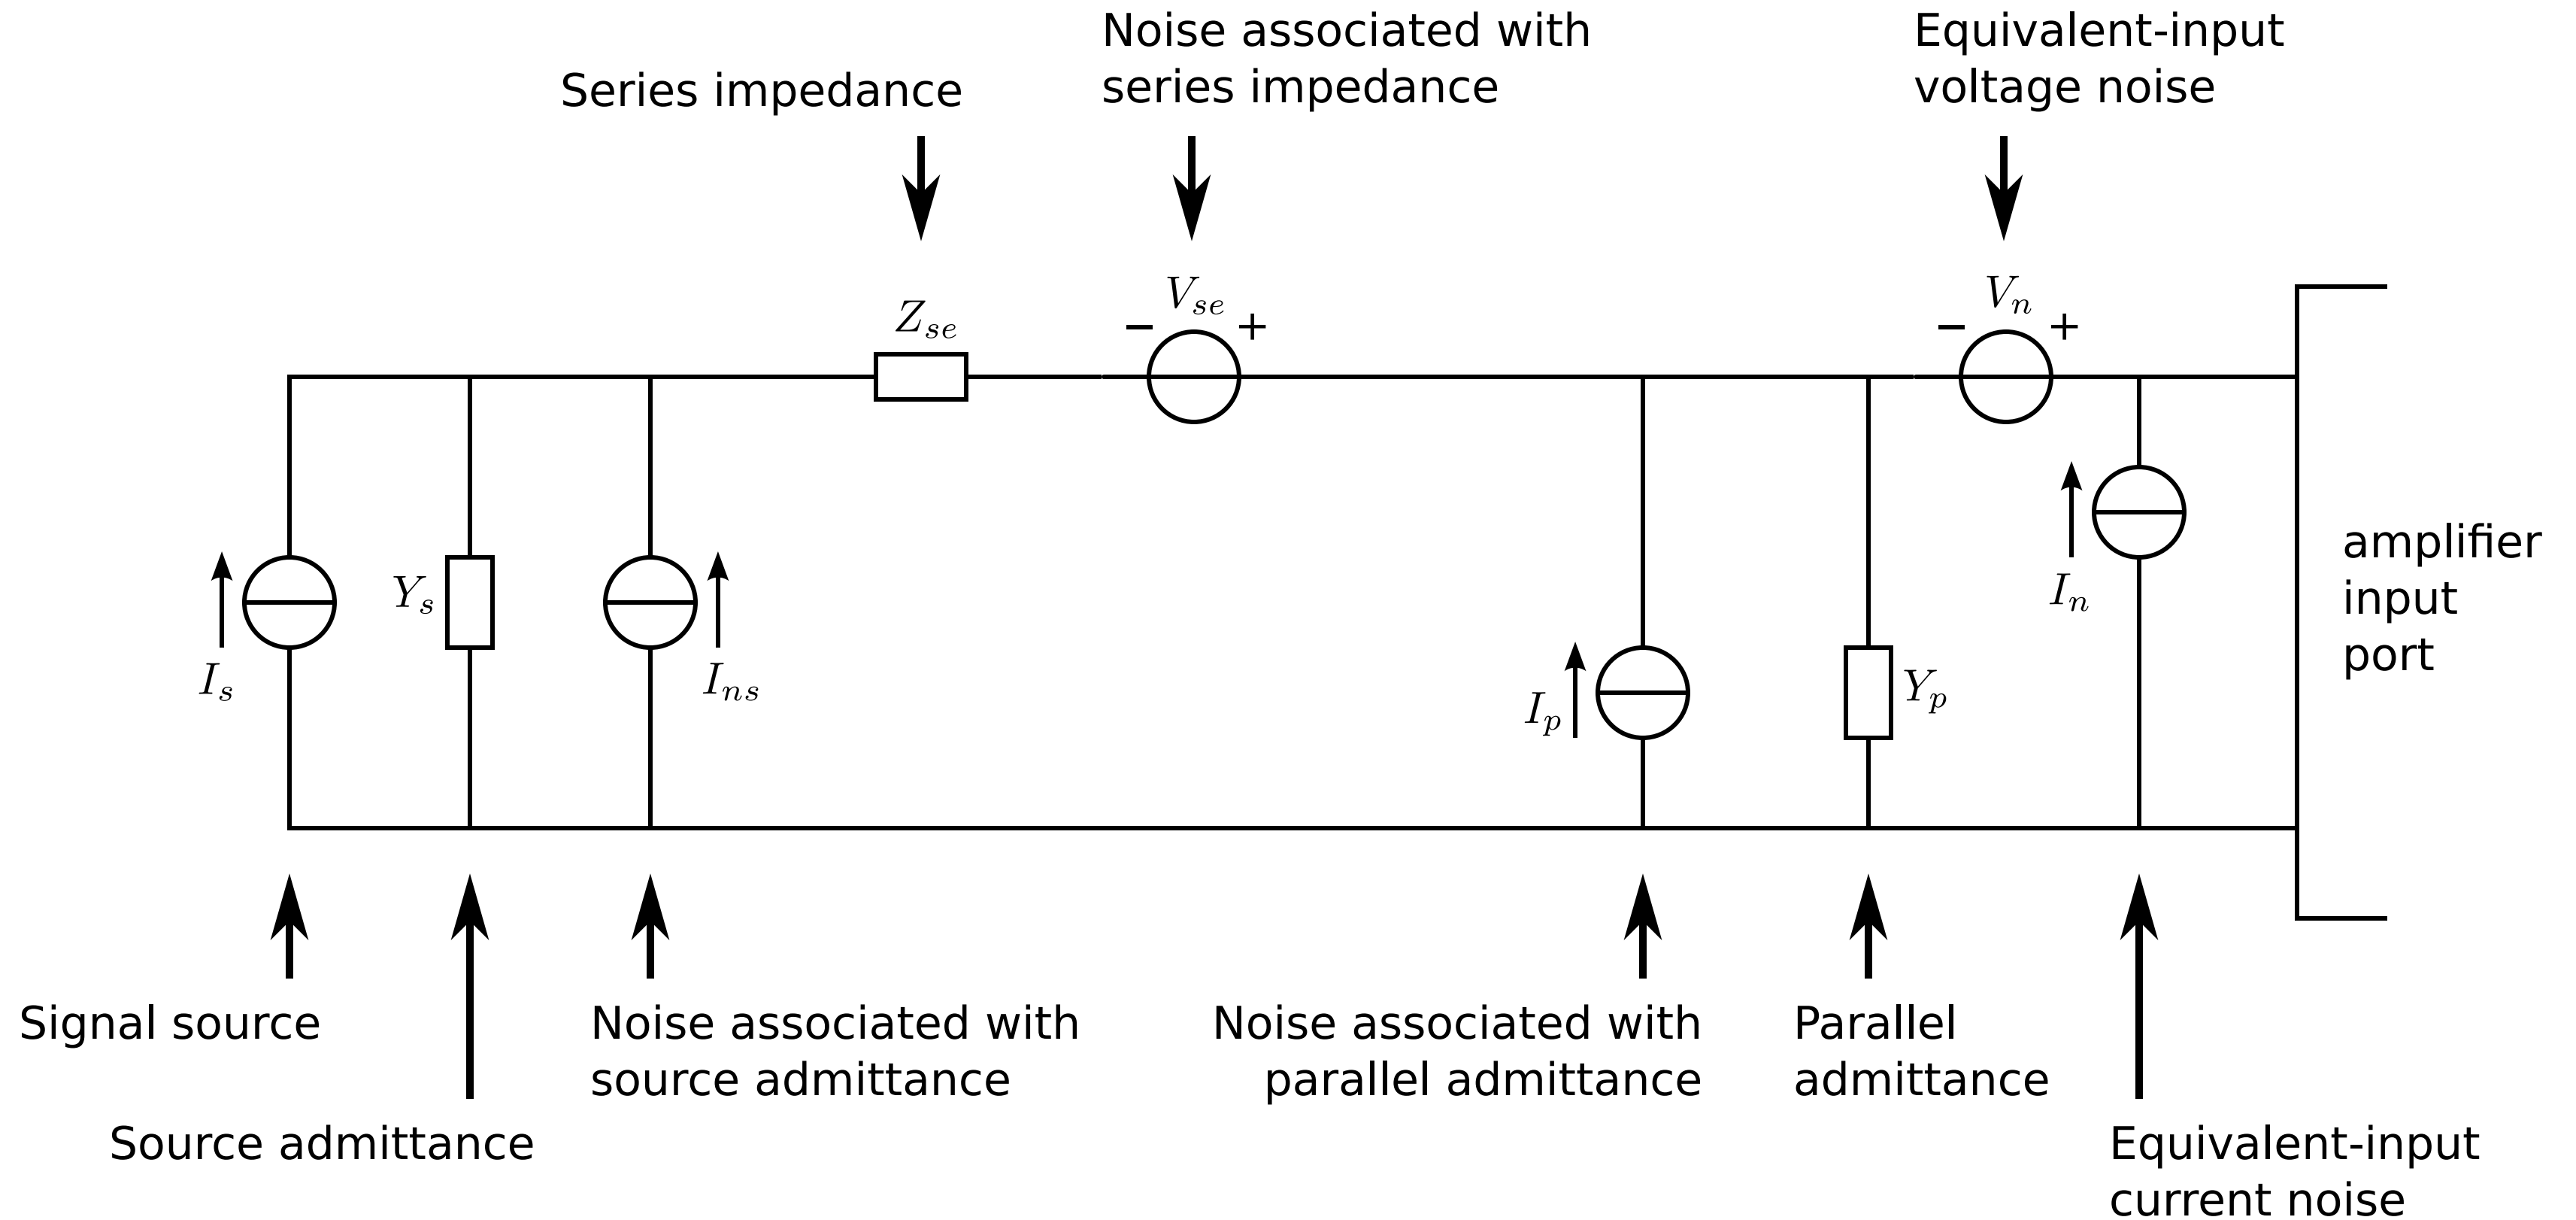 Noise associated with
series impedance
Equivalent-input
voltage noise
Series impedance
Z_se
− V_se +
− V_n +
I_s
Y_s
I_ns
I_p
Y_p
I_n
amplifier
input
port
Signal source
Source admittance
Noise associated with
source admittance
Noise associated with
parallel admittance
Parallel
admittance
Equivalent-input
current noise